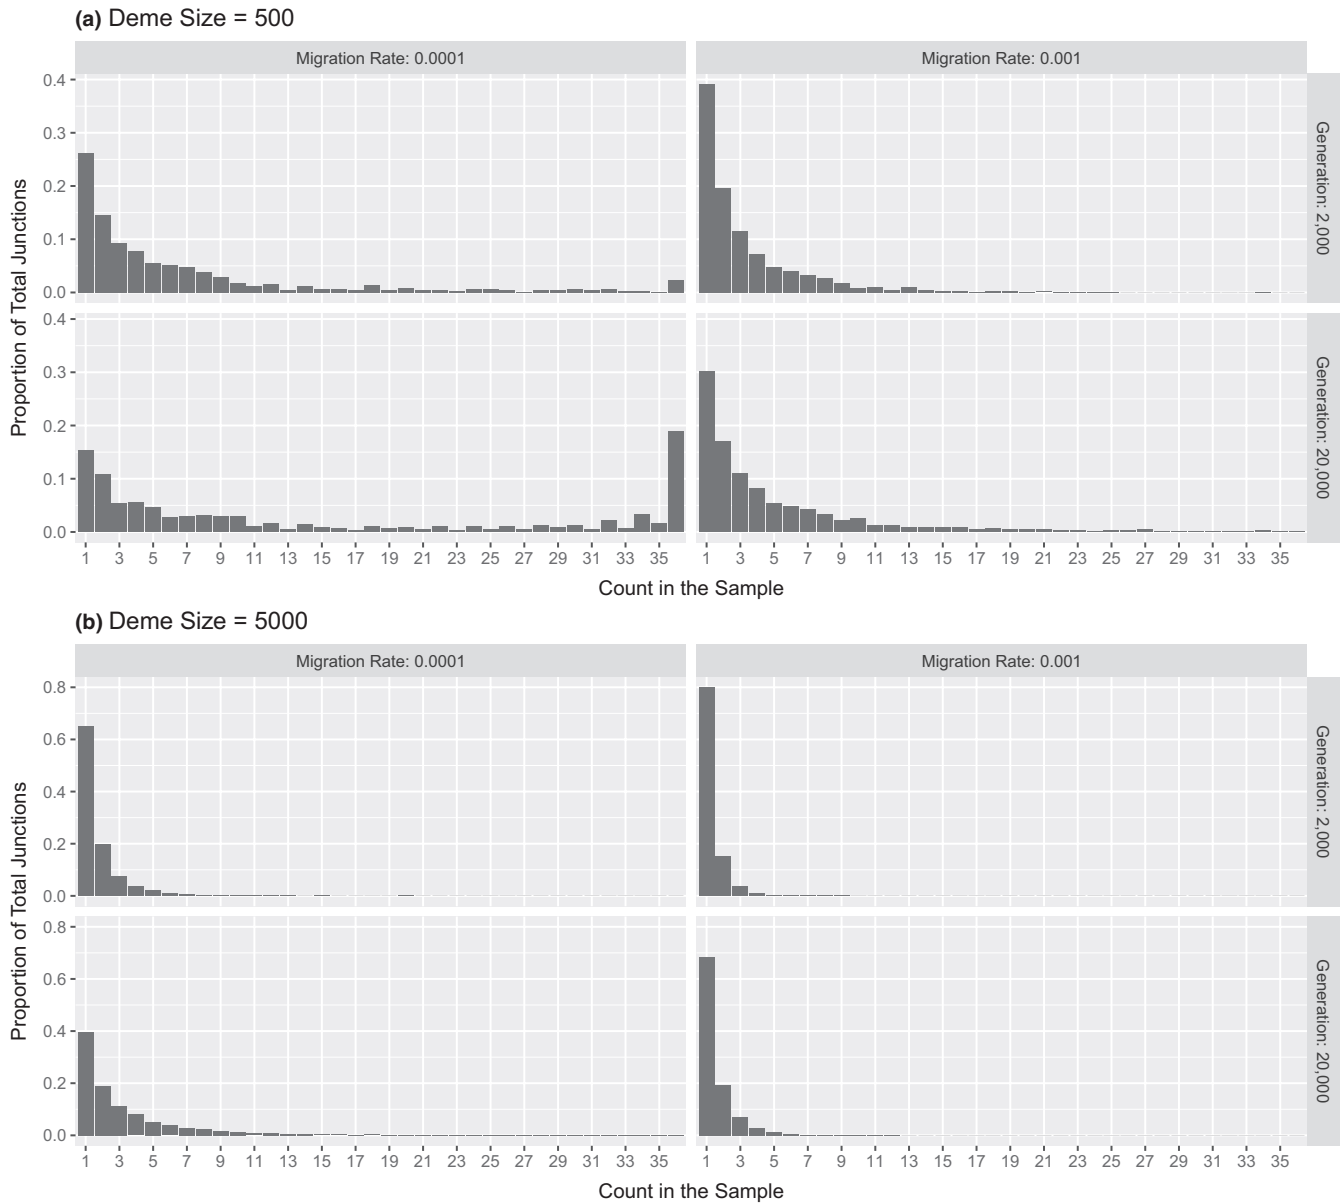 (a) Deme Size = 500
Migration Rate: 0.0001 Migration Rate: 0.001
Proportion of Total Junctions
0.4
0.3
0.2
0.1
0.0
Generation: 2,000
0.4
0.3
0.2
0.1
0.0
Generation: 20,000
1 3 5 7 9 11 13 15 17 19 21 23 25 27 29 31 33 35 1 3 5 7 9 11 13 15 17 19 21 23 25 27 29 31 33 35
Count in the Sample
(b) Deme Size = 5000
Migration Rate: 0.0001 Migration Rate: 0.001
Proportion of Total Junctions
0.8
0.6
0.4
0.2
0.0
Generation: 2,000
0.8
0.6
0.4
0.2
0.0
Generation: 20,000
1 3 5 7 9 11 13 15 17 19 21 23 25 27 29 31 33 35 1 3 5 7 9 11 13 15 17 19 21 23 25 27 29 31 33 35
Count in the Sample